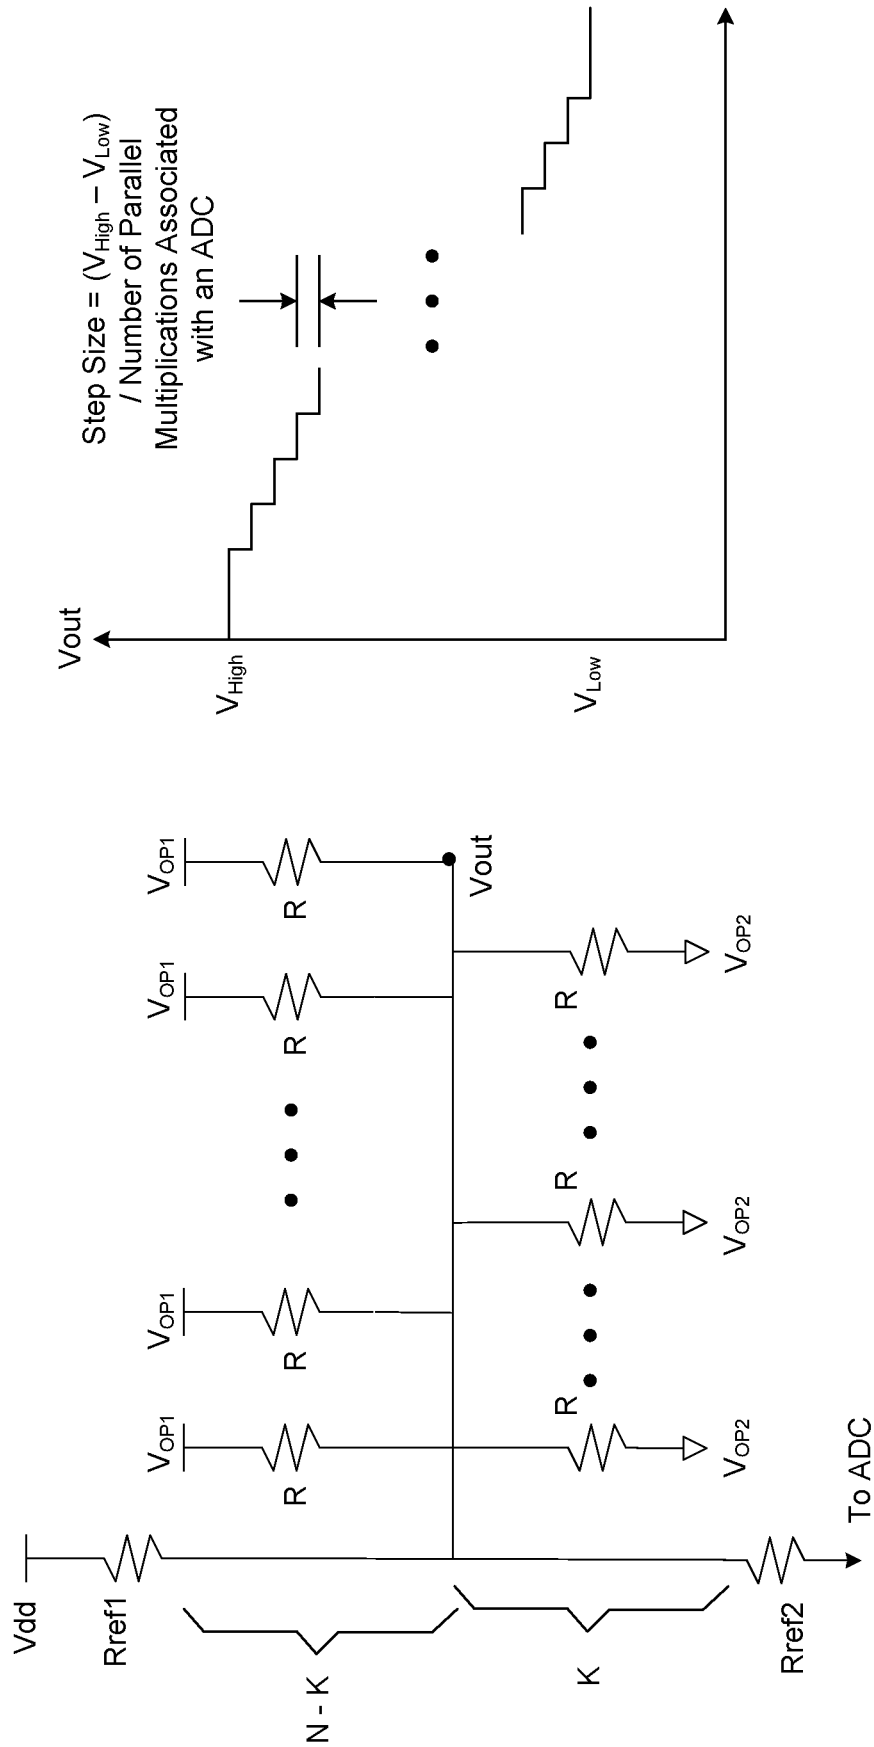 Vdd
Rref1
N - K
K
Rref2
To ADC
V_OP1
R
V_OP1
R
V_OP1
R
V_OP1
R
R
V_OP2
R
V_OP2
R
V_OP2
Vout
Vout
V_High
V_Low
Step Size = (V_High – V_Low)
/ Number of Parallel
Multiplications Associated
with an ADC